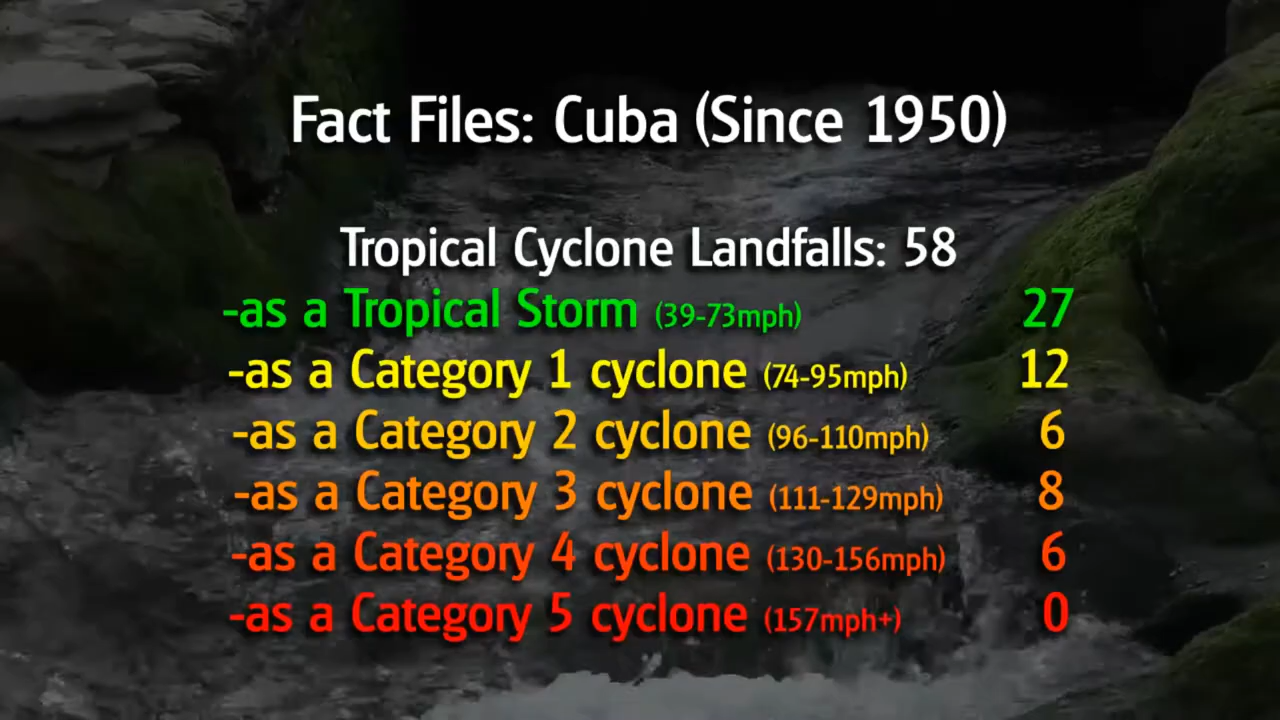 Fact Files: Cuba (Since 1950)
Tropical Cyclone Landfalls: 58
-as a Tropical Storm (39-73mph) 27
-as a Category 1 cyclone (74-95mph) 12
-as a Category 2 cyclone (96-110mph) 6
-as a Category 3 cyclone (111-129mph) 8
-as a Category 4 cyclone (130-156mph) 6
-as a Category 5 cyclone (157mph+) 0